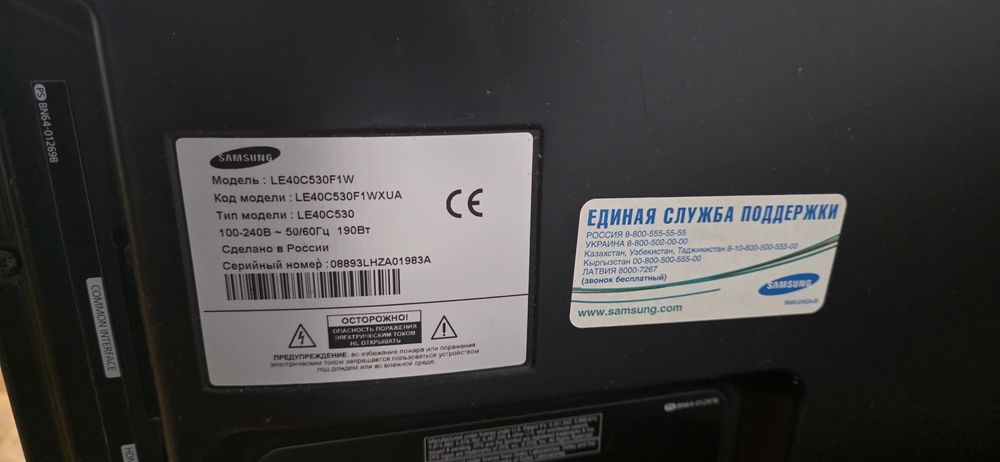 P5 BN64-01269B
COMMON INTERFACE
SAMSUNG
Модель : LE40C530F1W
Код модели : LE40C530F1WXUA
Тип модели : LE40C530
100-240В ~ 50/60Гц 190Вт
Сделано в России
Серийный номер : 08893LHZA01983A
CE
ОСТОРОЖНО!
ОПАСНОСТЬ ПОРАЖЕНИЯ
ЭЛЕКТРИЧЕСКИМ ТОКОМ
НЕ ОТКРЫВАТЬ
ПРЕДУПРЕЖДЕНИЕ: во избежание пожара или поражения
электрическим током запрещается пользоваться устройством
под дождем или во влажной среде.
ЕДИНАЯ СЛУЖБА ПОДДЕРЖКИ
РОССИЯ 8-800-555-55-55
УКРАИНА 8-800-502-00-00
Казахстан, Узбекистан, Таджикистан 8-10-800-500-555-00
Кыргызстан 00-800-500-555-00
ЛАТВИЯ 8000-7267
(звонок бесплатный)
SAMSUNG
www.samsung.com
BN64-01269B